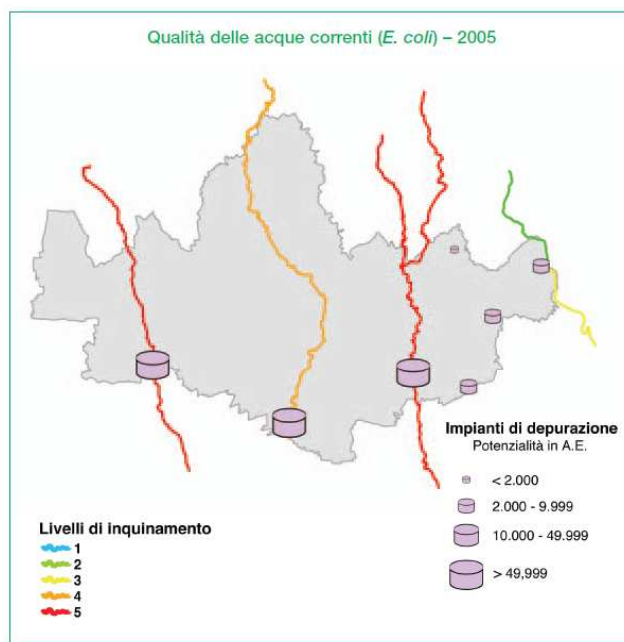 Qualità delle acque correnti (E. coli) – 2005
Impianti di depurazione
Potenzialità in A.E.
< 2.000
2.000 - 9.999
10.000 - 49.999
> 49,999
Livelli di inquinamento
1
2
3
4
5